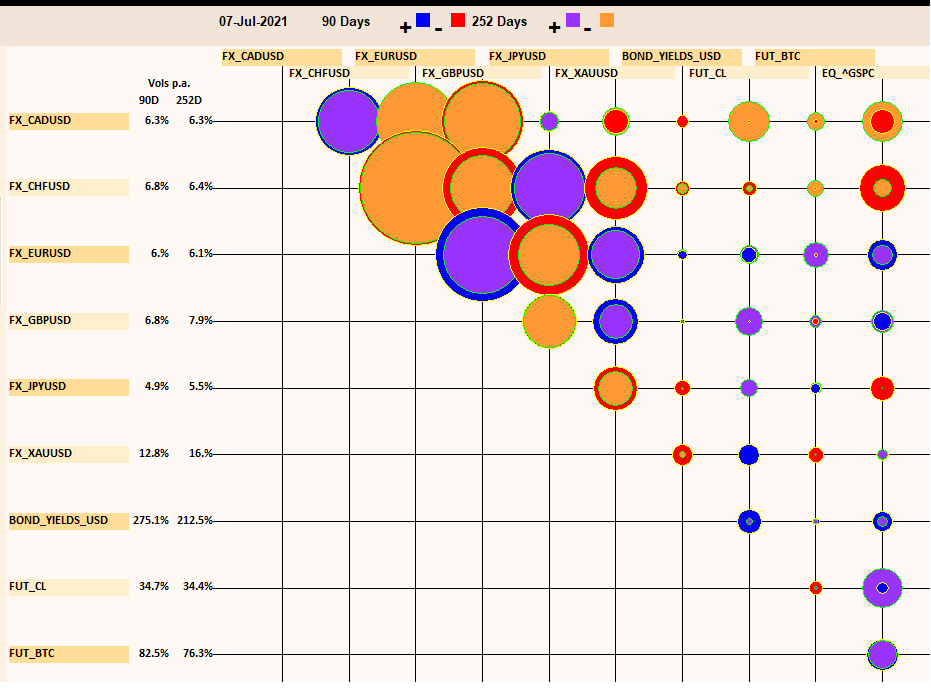 07-Jul-2021 90 Days + - 252 Days + -
FX_CADUSD FX_EURUSD FX_JPYUSD BOND_YIELDS_USD FUT_BTC
FX_CHFUSD FX_GBPUSD FX_XAUUSD FUT_CL EQ_^GSPC
Vols p.a.
90D 252D
FX_CADUSD 6.3% 6.3%
FX_CHFUSD 6.8% 6.4%
FX_EURUSD 6.% 6.1%
FX_GBPUSD 6.8% 7.9%
FX_JPYUSD 4.9% 5.5%
FX_XAUUSD 12.8% 16.%
BOND_YIELDS_USD 275.1% 212.5%
FUT_CL 34.7% 34.4%
FUT_BTC 82.5% 76.3%